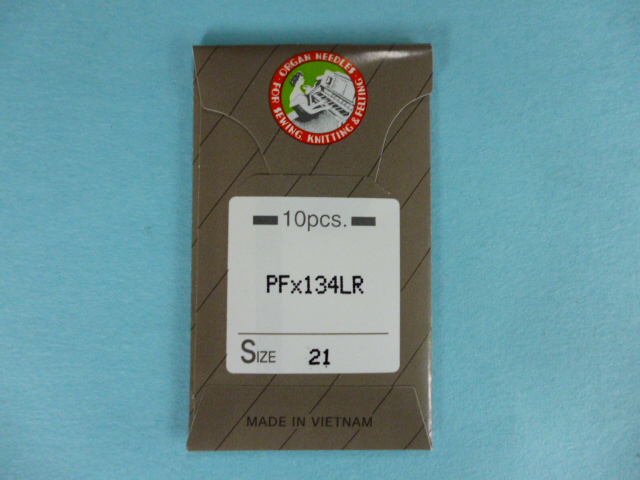 ORGAN NEEDLES
FOR SEWING, KNITTING & FELTING
10pcs.
PFx134LR
SIZE 21
MADE IN VIETNAM